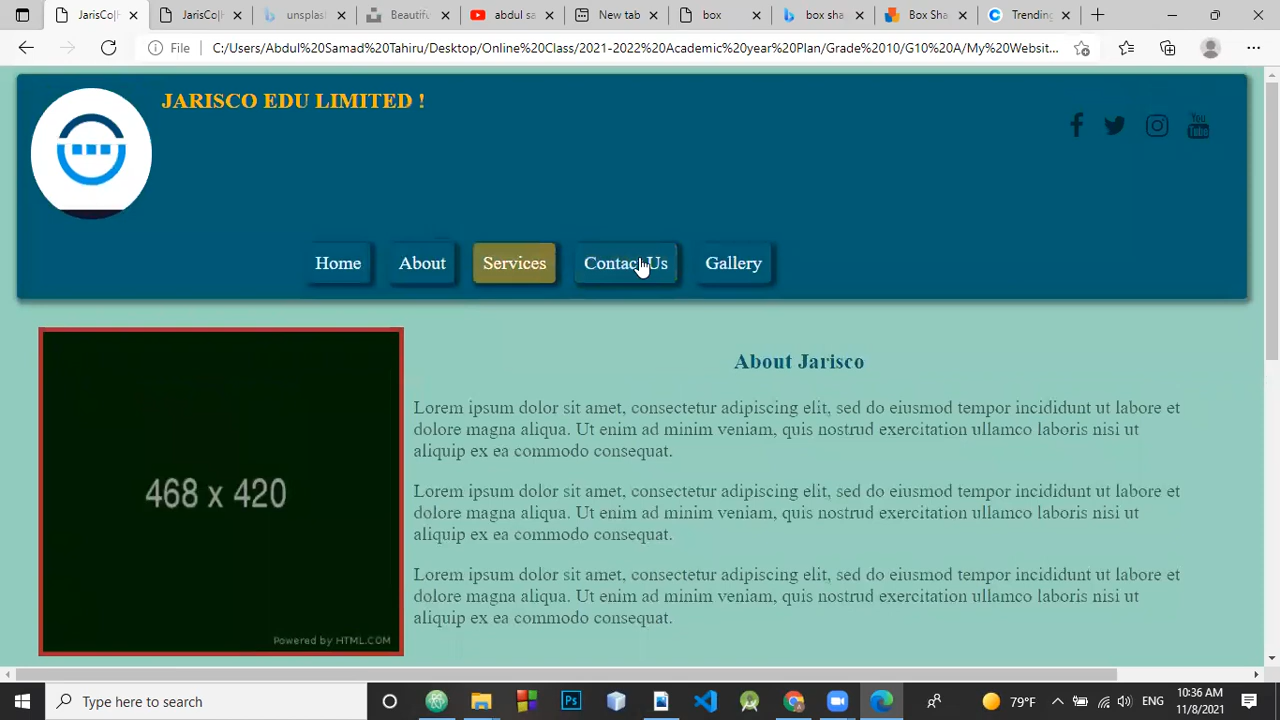 JarisCo|H
JarisCo|H
unsplas
Beautifu
abdul sa
New tab
box
box sha
Box Sha
Trending
File
C:/Users/Abdul%20Samad%20Tahiru/Desktop/Online%20Class/2021-2022%20Academic%20year%20Plan/Grade%2010/G10%20A/My%20Websit...
JARISCO EDU LIMITED !
You
Tube
Home About Services Contact Us Gallery
About Jarisco
Lorem ipsum dolor sit amet, consectetur adipiscing elit, sed do eiusmod tempor incididunt ut labore et
dolore magna aliqua. Ut enim ad minim veniam, quis nostrud exercitation ullamco laboris nisi ut
aliquip ex ea commodo consequat.
Lorem ipsum dolor sit amet, consectetur adipiscing elit, sed do eiusmod tempor incididunt ut labore et
dolore magna aliqua. Ut enim ad minim veniam, quis nostrud exercitation ullamco laboris nisi ut
aliquip ex ea commodo consequat.
Lorem ipsum dolor sit amet, consectetur adipiscing elit, sed do eiusmod tempor incididunt ut labore et
dolore magna aliqua. Ut enim ad minim veniam, quis nostrud exercitation ullamco laboris nisi ut
aliquip ex ea commodo consequat.
468 x 420
Powered by HTML.COM
Type here to search
Ps
79°F
ENG
10:36 AM
11/8/2021